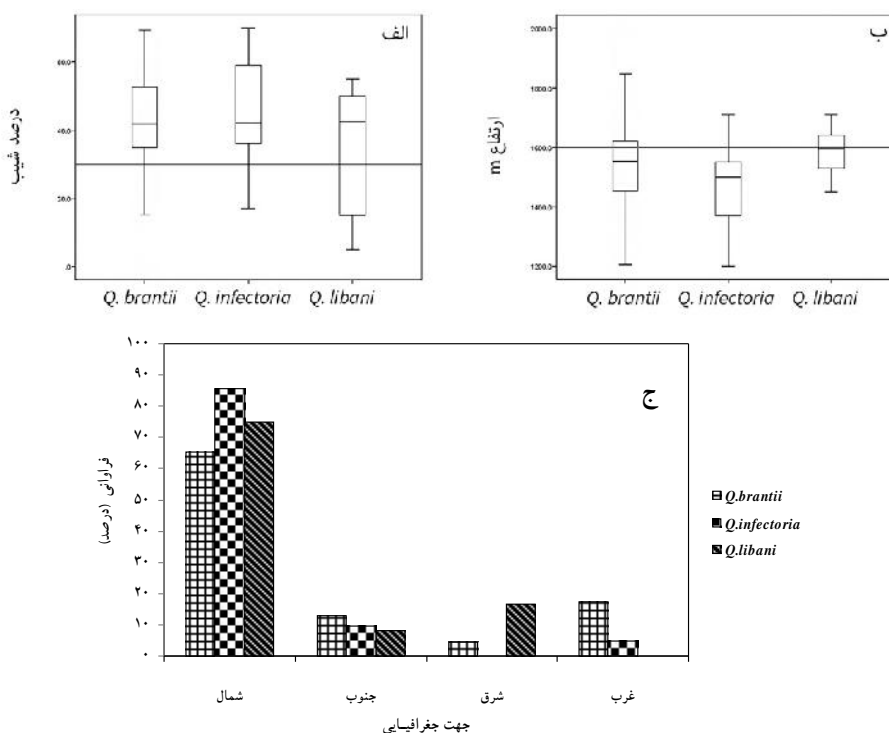 الف
درصد شیب
60.0
40.0
20.0
.0
Q. brantii Q. infectoria Q. libani
ب
ارتفاع m
2000.0
1800.0
1600.0
1400.0
1200.0
Q. brantii Q. infectoria Q. libani
ج
فراوانی (درصد)
۱۰۰
۹۰
۸۰
۷۰
۶۰
۵۰
۴۰
۳۰
۲۰
۱۰
۰
شمال جنوب شرق غرب
جهت جغرافیـایی
Q.brantii
Q.infectoria
Q.libani